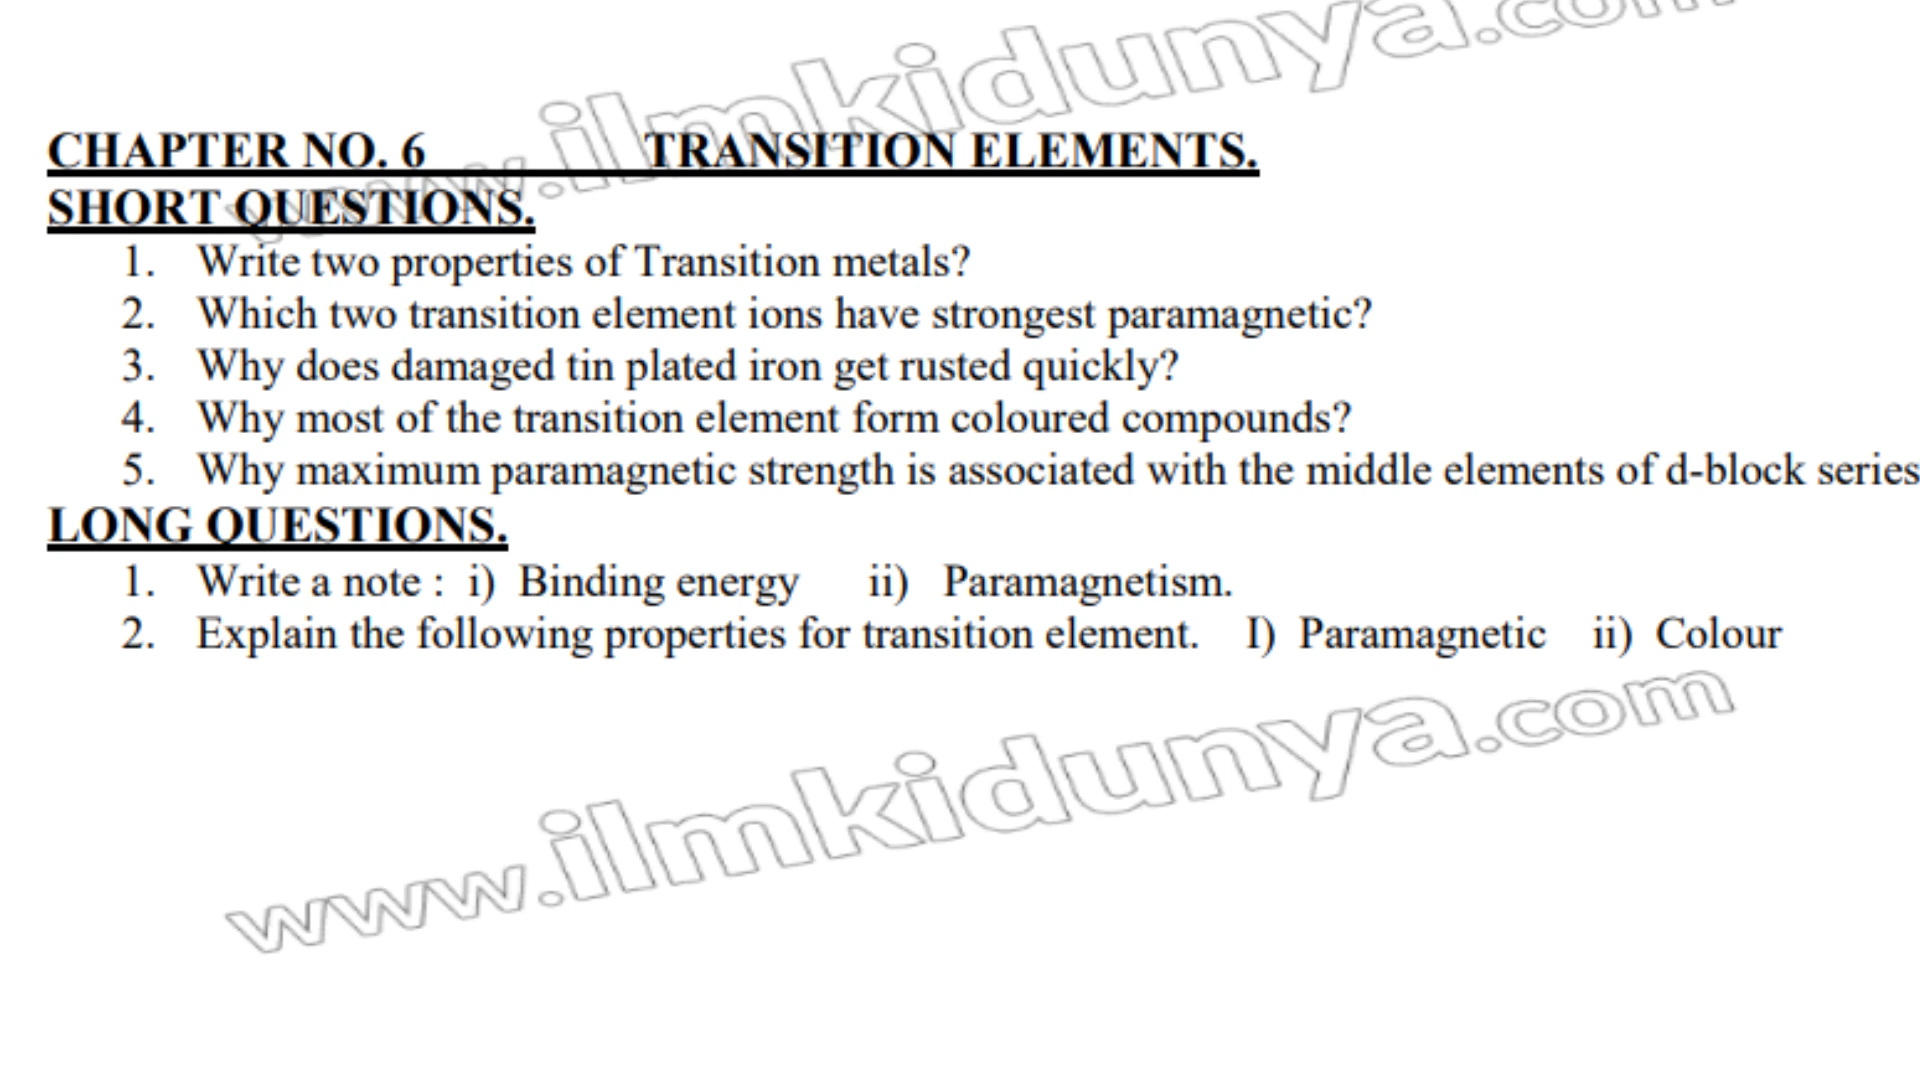 www.ilmkidunya.com
CHAPTER NO. 6 TRANSITION ELEMENTS.
SHORT QUESTIONS.
1. Write two properties of Transition metals?
2. Which two transition element ions have strongest paramagnetic?
3. Why does damaged tin plated iron get rusted quickly?
4. Why most of the transition element form coloured compounds?
5. Why maximum paramagnetic strength is associated with the middle elements of d-block series
LONG QUESTIONS.
1. Write a note : i) Binding energy ii) Paramagnetism.
2. Explain the following properties for transition element. I) Paramagnetic ii) Colour
www.ilmkidunya.com